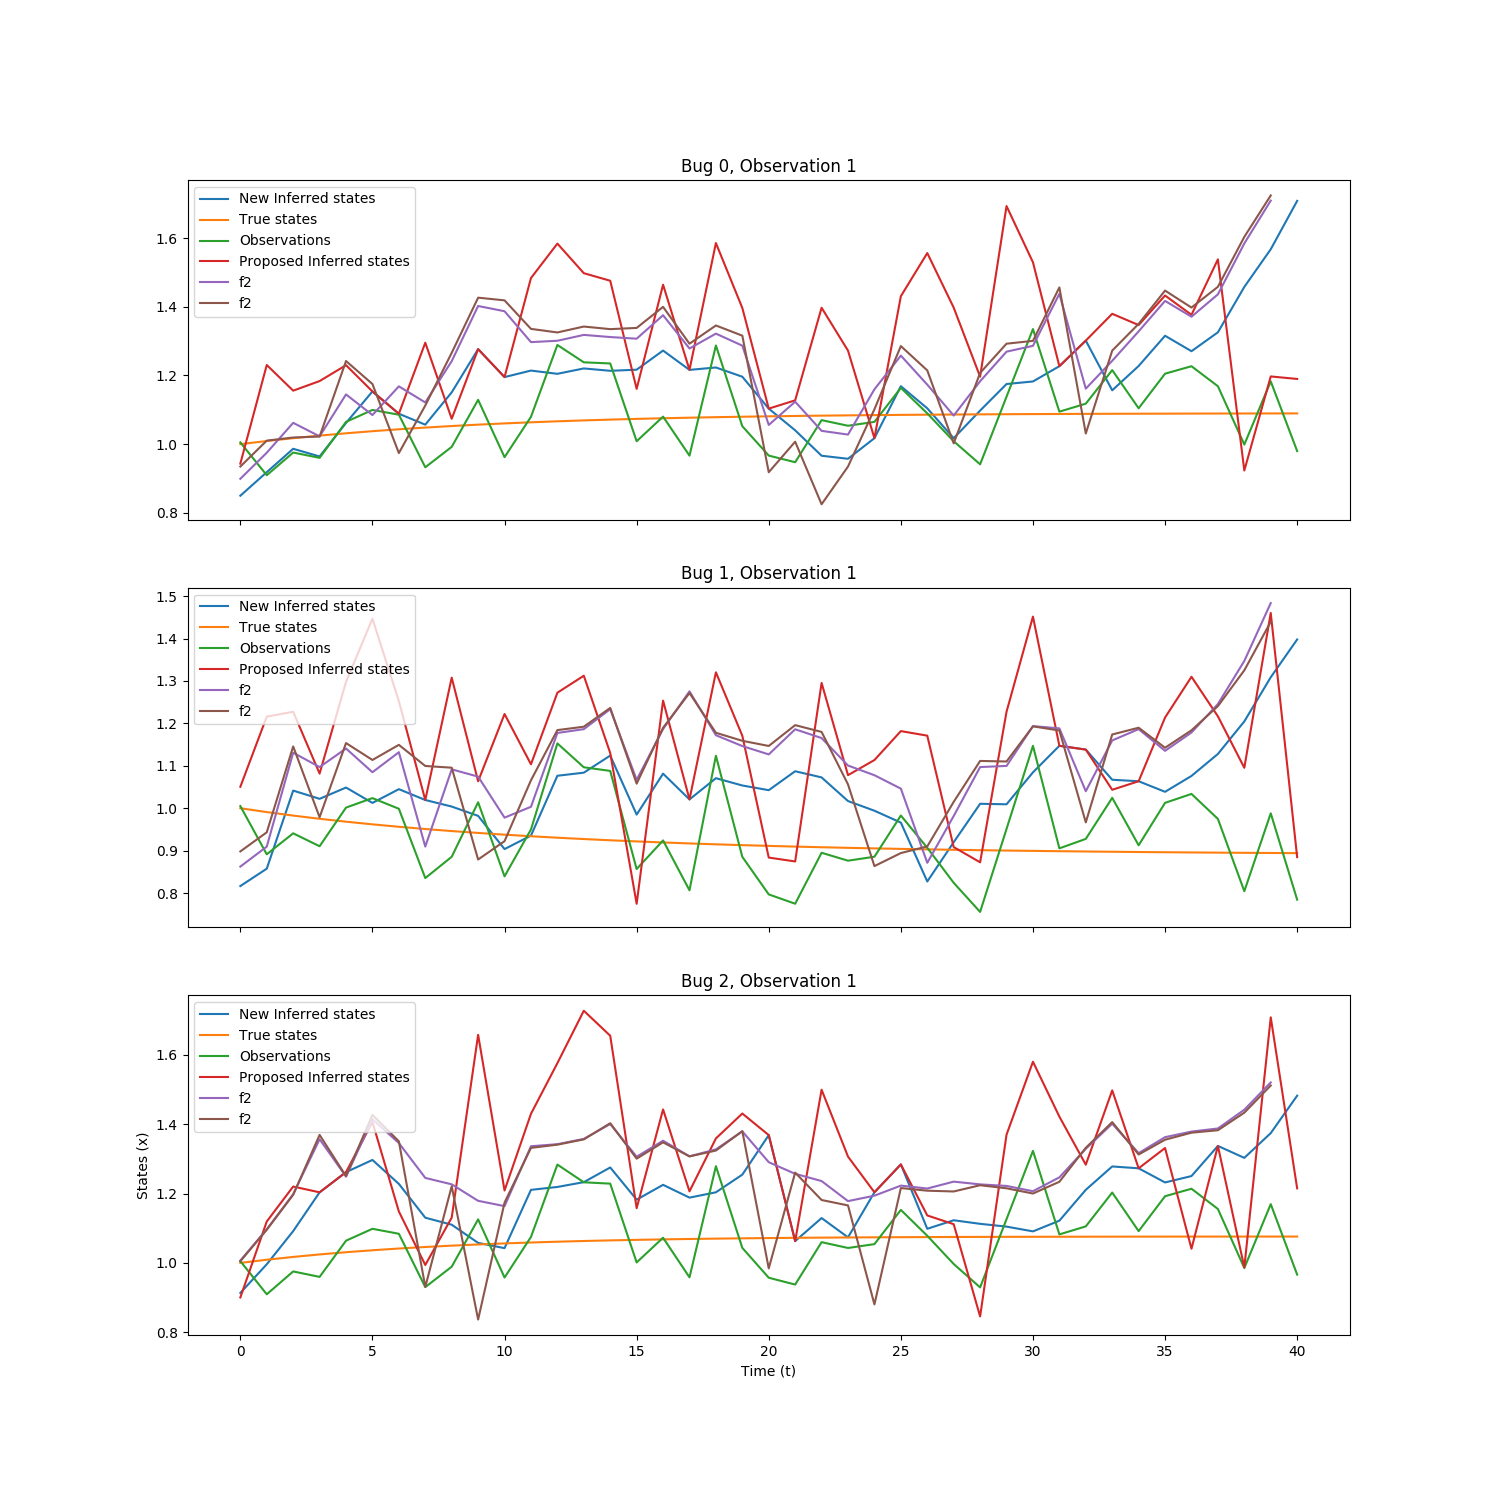 Bug 0, Observation 1
New Inferred states
True states
Observations
Proposed Inferred states
f2
f2
1.6
1.4
1.2
1.0
0.8
Bug 1, Observation 1
New Inferred states
True states
Observations
Proposed Inferred states
f2
f2
1.5
1.4
1.3
1.2
1.1
1.0
0.9
0.8
Bug 2, Observation 1
New Inferred states
True states
Observations
Proposed Inferred states
f2
f2
1.6
1.4
1.2
1.0
0.8
States (x)
0 5 10 15 20 25 30 35 40
Time (t)